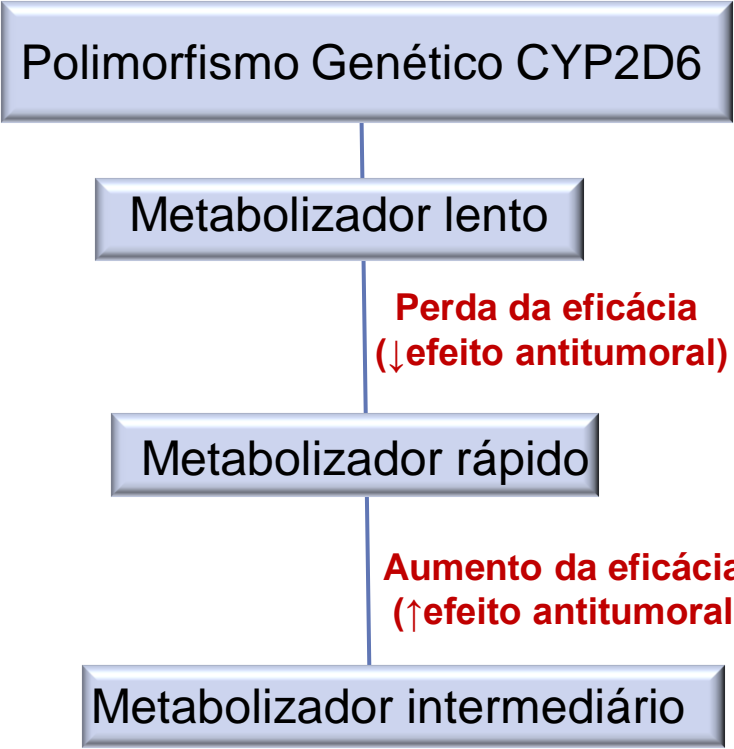 Polimorfismo Genético CYP2D6
Metabolizador lento
Perda da eficácia
(↓efeito antitumoral)
Metabolizador rápido
Aumento da eficácia
(↑efeito antitumoral
Metabolizador intermediário